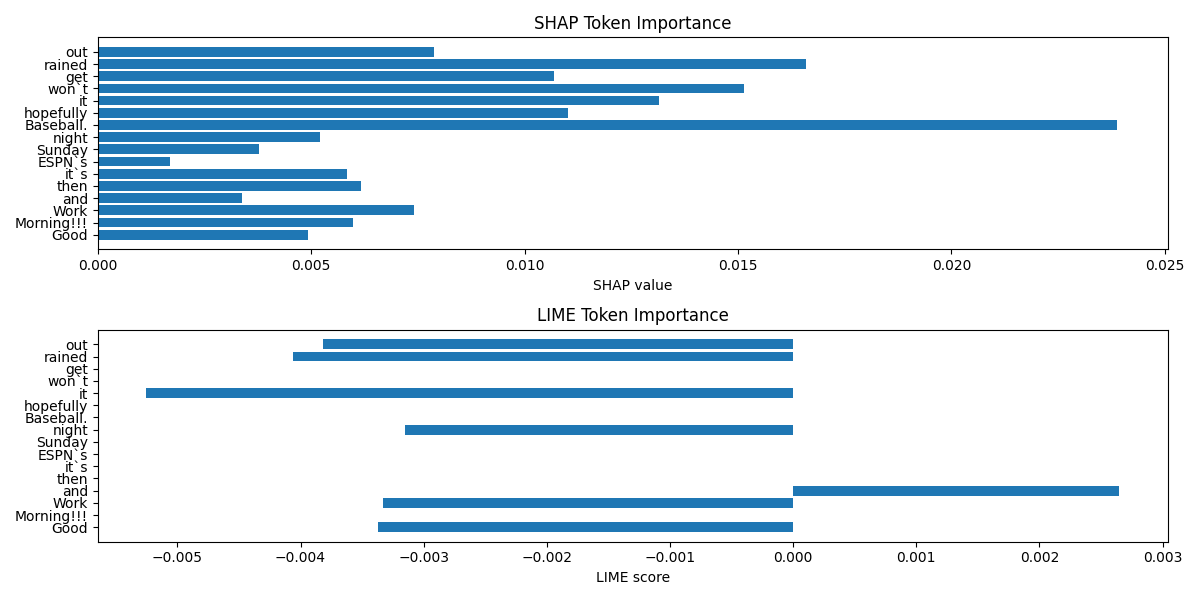 SHAP Token Importance
out
rained
get
won`t
it
hopefully
Baseball.
night
Sunday
ESPN`s
it`s
then
and
Work
Morning!!!
Good
0.000 0.005 0.010 0.015 0.020 0.025
SHAP value
LIME Token Importance
out
rained
get
won`t
it
hopefully
Baseball.
night
Sunday
ESPN`s
it`s
then
and
Work
Morning!!!
Good
−0.005 −0.004 −0.003 −0.002 −0.001 0.000 0.001 0.002 0.003
LIME score